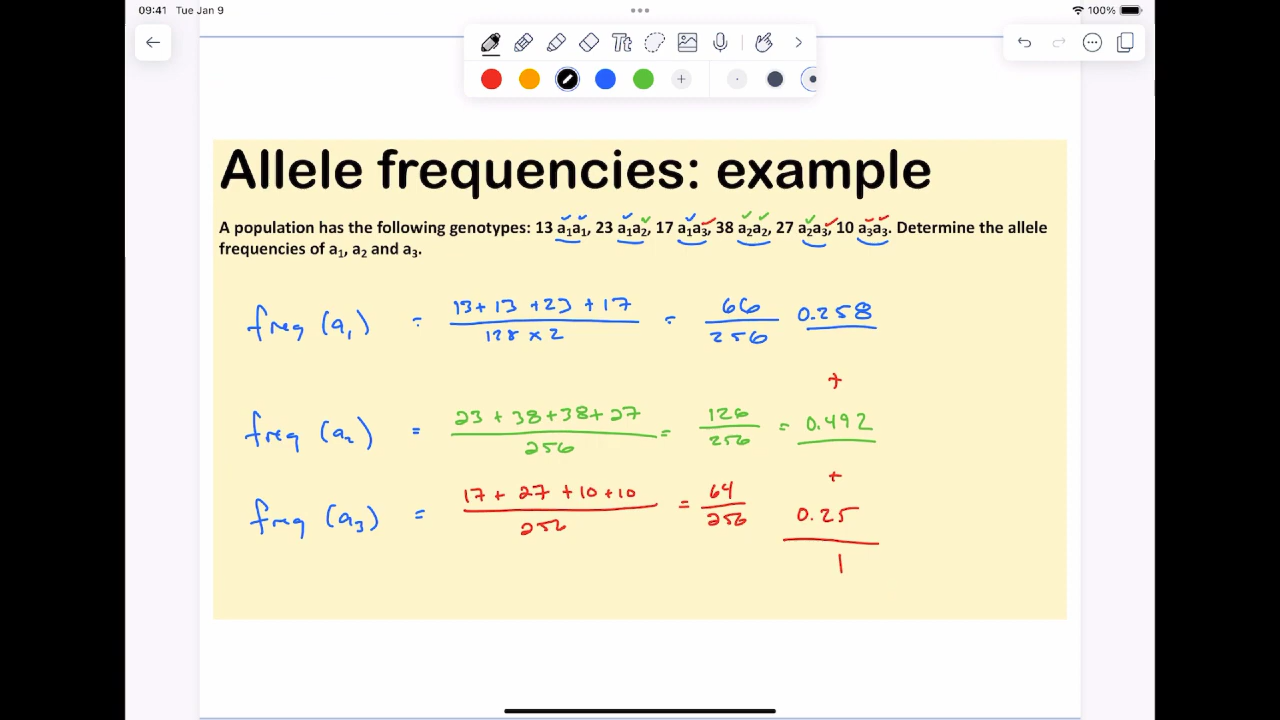 09:41 Tue Jan 9
100%
Tt
Allele frequencies: example
A population has the following genotypes: 13 a₁a₁, 23 a₁a₂, 17 a₁a₃, 38 a₂a₂, 27 a₂a₃, 10 a₃a₃. Determine the allele
frequencies of a₁, a₂ and a₃.
13 + 13 + 23 + 17
66
freq (a₁) = = 0.258
128 × 2
256
+
23 + 38 + 38 + 27
126
freq (a₂) = = = 0.492
256
256
+
17 + 27 + 10 + 10
64
freq (a₃) = = 0.25
256
256
1